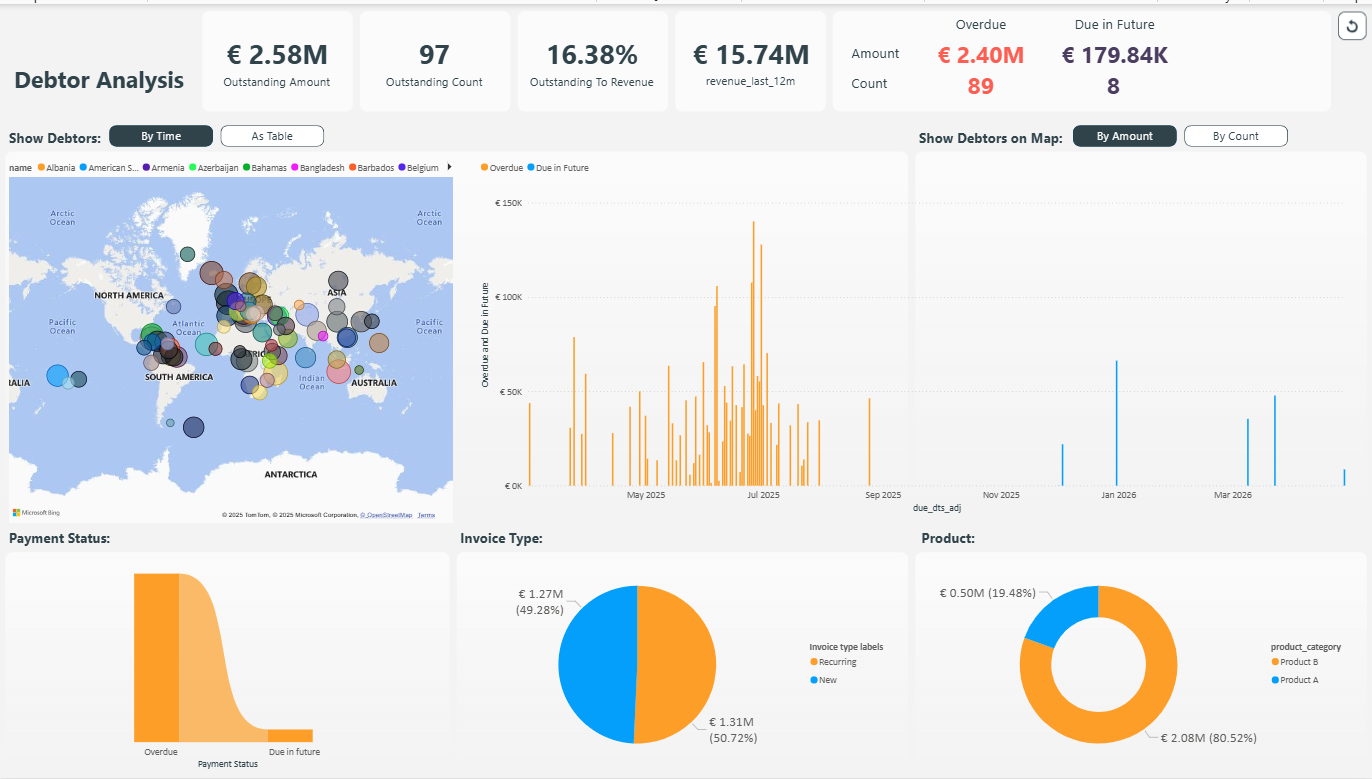 Debtor Analysis
€ 2.58M
Outstanding Amount
97
Outstanding Count
16.38%
Outstanding To Revenue
€ 15.74M
revenue_last_12m
Overdue Due in Future
Amount € 2.40M € 179.84K
Count 89 8
Show Debtors: By Time As Table
Show Debtors on Map: By Amount By Count
name Albania American S... Armenia Azerbaijan Bahamas Bangladesh Barbados Belgium
Arctic
Ocean
Arctic
Ocean
NORTH AMERICA
ASIA
Pacific
Ocean
Atlantic
Ocean
Pacific
Ocean
SOUTH AMERICA
Indian
Ocean
AUSTRALIA
RALIA
ANTARCTICA
Microsoft Bing
© 2025 TomTom, © 2025 Microsoft Corporation, © OpenStreetMap Terms
Overdue Due in Future
Overdue and Due in Future
€ 150K
€ 100K
€ 50K
€ 0K
May 2025 Jul 2025 Sep 2025 Nov 2025 Jan 2026 Mar 2026
due_dts_adj
Payment Status:
Overdue Due in future
Payment Status
Invoice Type:
€ 1.27M
(49.28%)
€ 1.31M
(50.72%)
Invoice type labels
Recurring
New
Product:
€ 0.50M (19.48%)
€ 2.08M (80.52%)
product_category
Product B
Product A